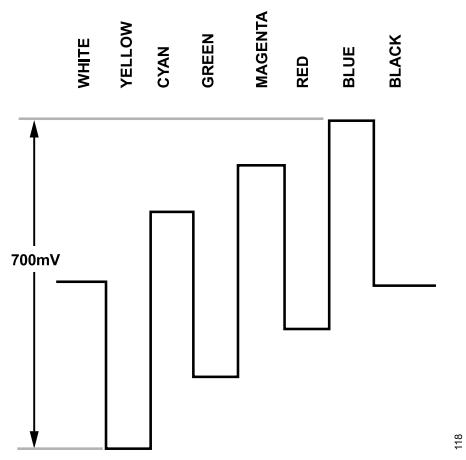 WHITE
YELLOW
CYAN
GREEN
MAGENTA
RED
BLUE
BLACK
700mV
118